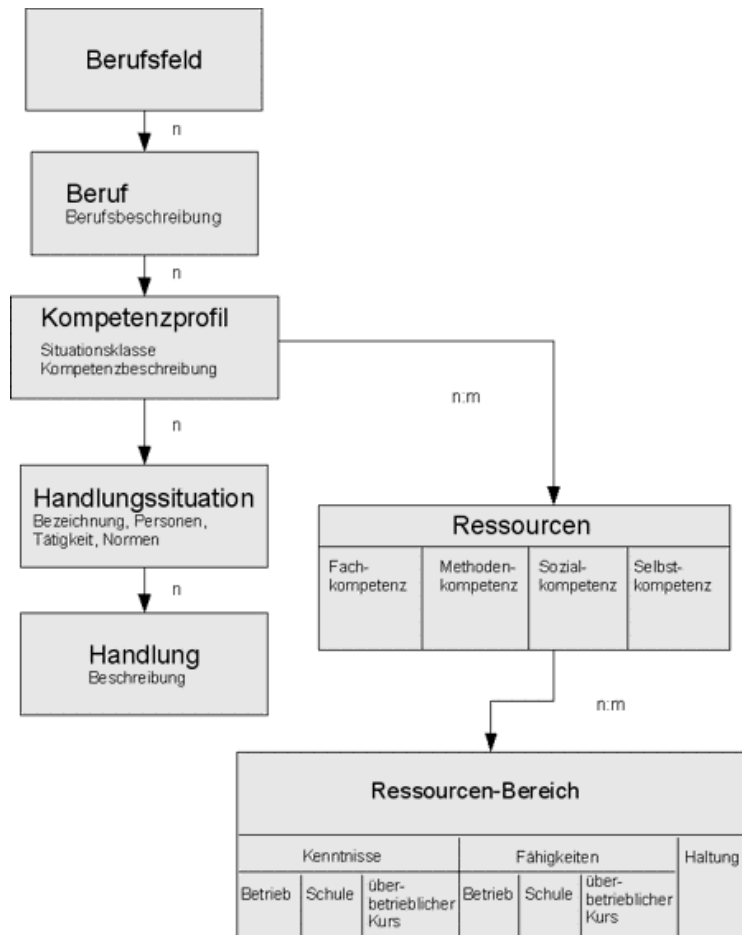 Berufsfeld
n
Beruf
Berufsbeschreibung
n
Kompetenzprofil
Situationsklasse
Kompetenzbeschreibung
n:m
n
Handlungssituation
Bezeichnung, Personen,
Tätigkeit, Normen
n
Handlung
Beschreibung
Ressourcen
Fach-
kompetenz
Methoden-
kompetenz
Sozial-
kompetenz
Selbst-
kompetenz
n:m
Ressourcen-Bereich
Kenntnisse
Fähigkeiten
Haltung
Betrieb
Schule
über-
betrieblicher
Kurs
Betrieb
Schule
über-
betrieblicher
Kurs